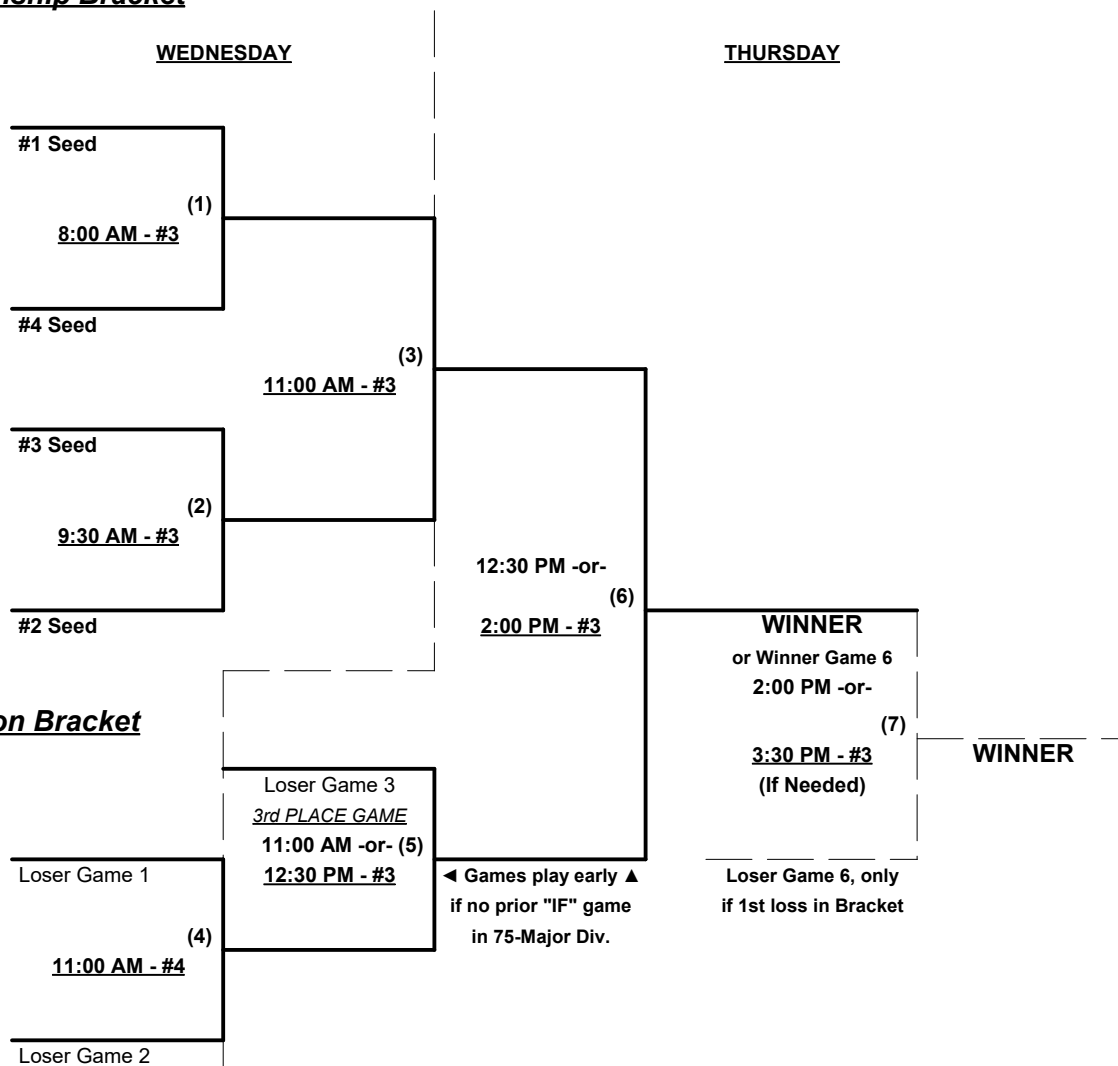 WEDNESDAY
THURSDAY
#1 Seed
(1)
8:00 AM - #3
#4 Seed
(3)
11:00 AM - #3
#3 Seed
(2)
9:30 AM - #3
#2 Seed
12:30 PM -or-
(6)
2:00 PM - #3
WINNER
or Winner Game 6
2:00 PM -or-
(7)
3:30 PM - #3
(If Needed)
WINNER
Loser Game 6, only
if 1st loss in Bracket
on Bracket
Loser Game 3
3rd PLACE GAME
11:00 AM -or- (5)
12:30 PM - #3
◄ Games play early ▲
if no prior "IF" game
in 75-Major Div.
Loser Game 1
(4)
11:00 AM - #4
Loser Game 2